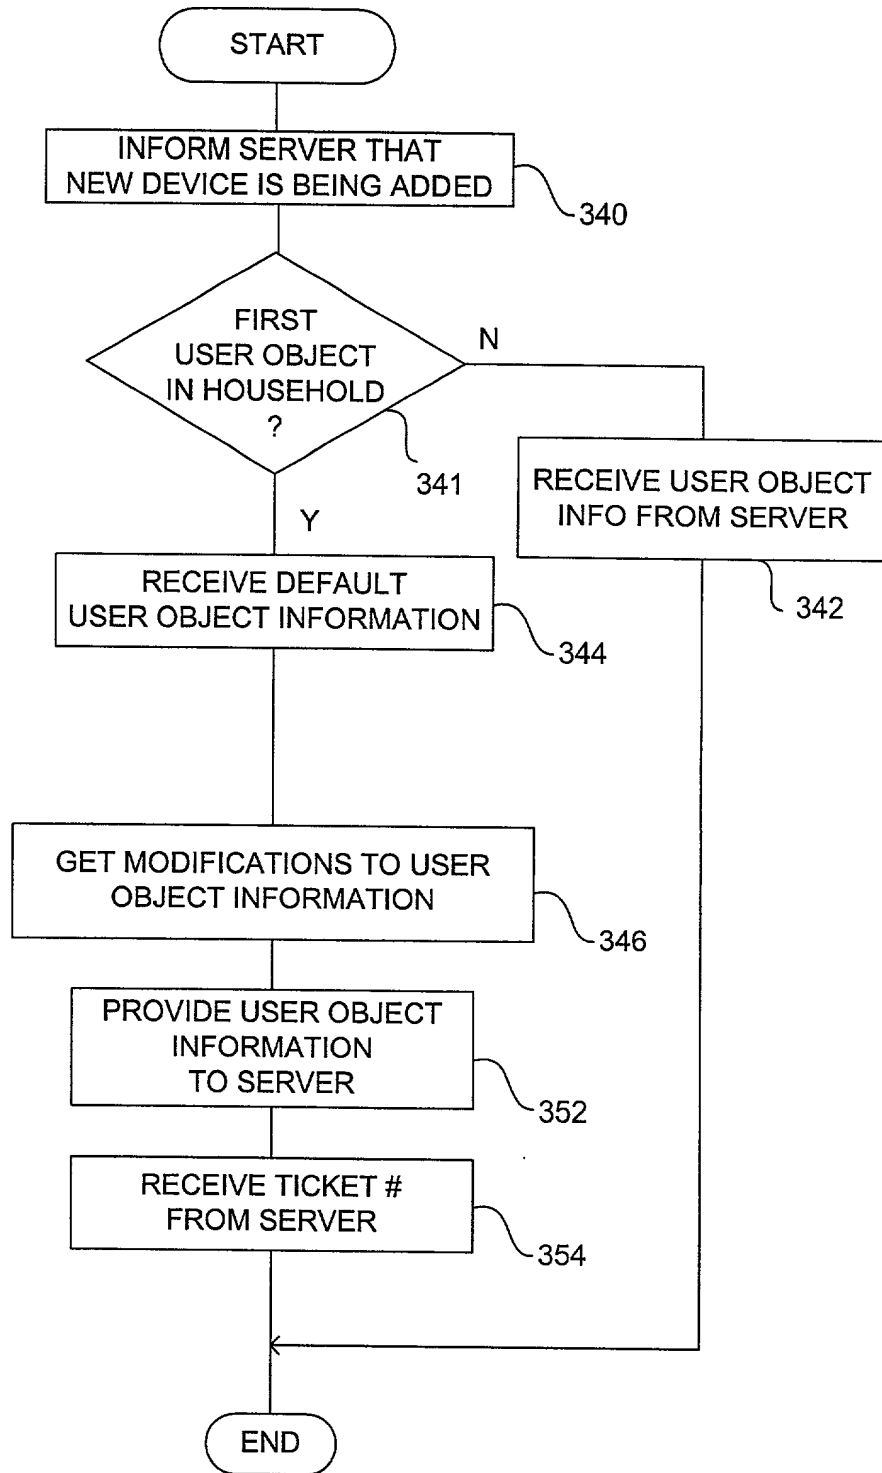 START
INFORM SERVER THAT
NEW DEVICE IS BEING ADDED
340
FIRST
USER OBJECT
IN HOUSEHOLD
?
N
341
Y
RECEIVE USER OBJECT
INFO FROM SERVER
342
RECEIVE DEFAULT
USER OBJECT INFORMATION
344
GET MODIFICATIONS TO USER
OBJECT INFORMATION
346
PROVIDE USER OBJECT
INFORMATION
TO SERVER
352
RECEIVE TICKET #
FROM SERVER
354
END